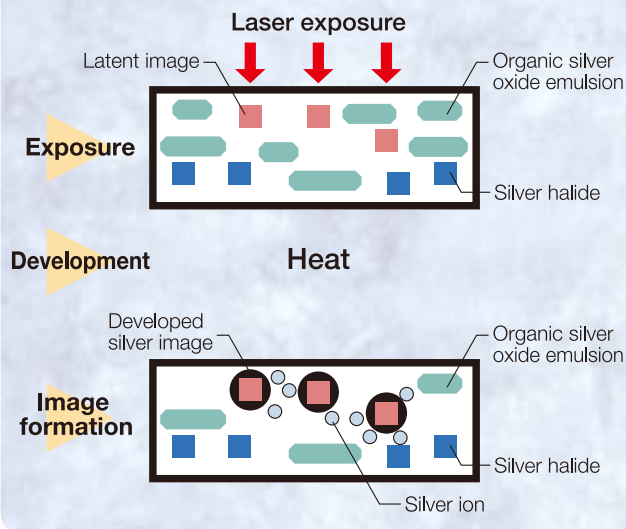 Laser exposure
Latent image
Organic silver
oxide emulsion
Exposure
Silver halide
Development
Heat
Developed
silver image
Organic silver
oxide emulsion
Image
formation
Silver halide
Silver ion